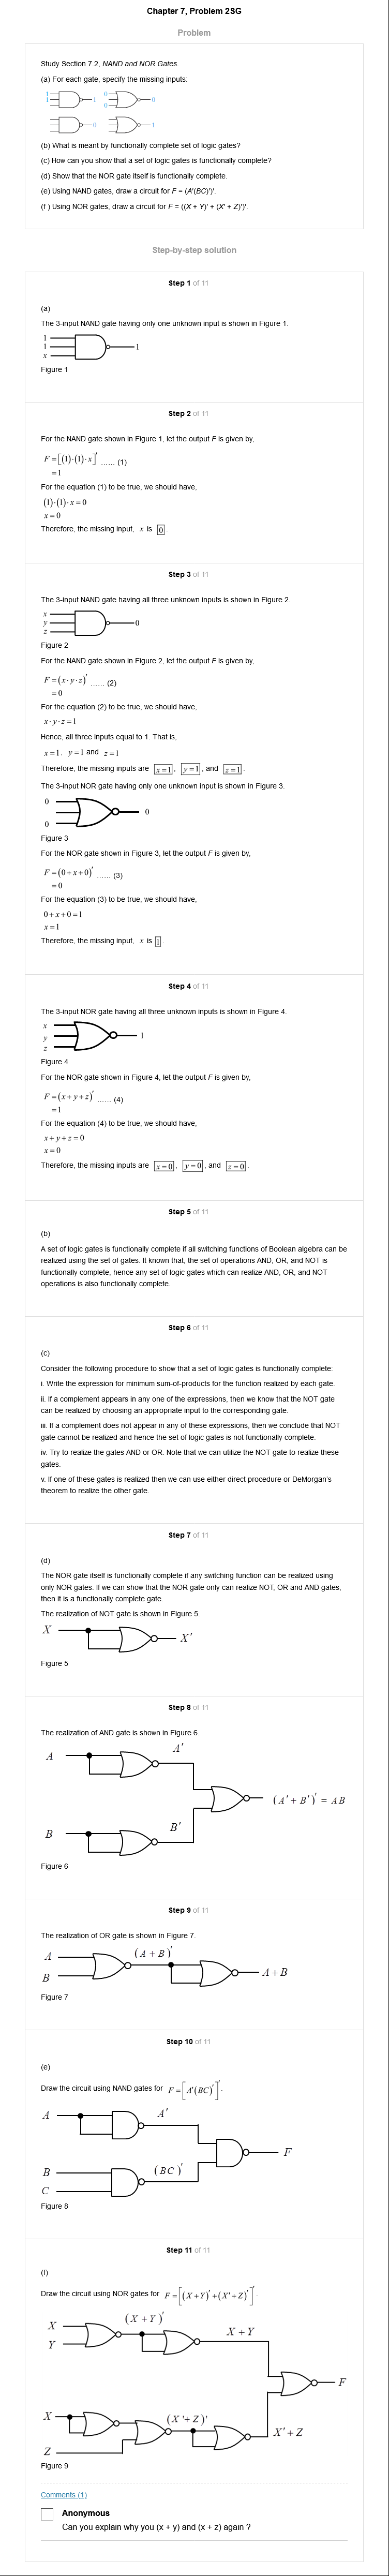 Chapter 7, Problem 2SG
Problem
Study Section 7.2, NAND and NOR Gates.
(a) For each gate, specify the missing inputs:
1
1
1
0
0
0
0
1
(b) What is meant by functionally complete set of logic gates?
(c) How can you show that a set of logic gates is functionally complete?
(d) Show that the NOR gate itself is functionally complete.
(e) Using NAND gates, draw a circuit for F = (A'(BC)')'.
(f ) Using NOR gates, draw a circuit for F = ((X + Y)' + (X' + Z)')'.
Step-by-step solution
Step 1 of 11
(a)
The 3-input NAND gate having only one unknown input is shown in Figure 1.
1
1
x
1
Figure 1
Step 2 of 11
For the NAND gate shown in Figure 1, let the output F is given by,
F = [(1)·(1)·x]' ...... (1)
= 1
For the equation (1) to be true, we should have,
(1)·(1)·x = 0
x = 0
Therefore, the missing input, x is 0.
Step 3 of 11
The 3-input NAND gate having all three unknown inputs is shown in Figure 2.
x
y
z
0
Figure 2
For the NAND gate shown in Figure 2, let the output F is given by,
F = (x·y·z)' ...... (2)
= 0
For the equation (2) to be true, we should have,
x·y·z = 1
Hence, all three inputs equal to 1. That is,
x = 1, y = 1 and z = 1
Therefore, the missing inputs are x = 1, y = 1, and z = 1.
The 3-input NOR gate having only one unknown input is shown in Figure 3.
0
0
0
Figure 3
For the NOR gate shown in Figure 3, let the output F is given by,
F = (0 + x + 0)' ...... (3)
= 0
For the equation (3) to be true, we should have,
0 + x + 0 = 1
x = 1
Therefore, the missing input, x is 1.
Step 4 of 11
The 3-input NOR gate having all three unknown inputs is shown in Figure 4.
x
y
z
1
Figure 4
For the NOR gate shown in Figure 4, let the output F is given by,
F = (x + y + z)' ...... (4)
= 1
For the equation (4) to be true, we should have,
x + y + z = 0
x = 0
Therefore, the missing inputs are x = 0, y = 0, and z = 0.
Step 5 of 11
(b)
A set of logic gates is functionally complete if all switching functions of Boolean algebra can be
realized using the set of gates. It known that, the set of operations AND, OR, and NOT is
functionally complete, hence any set of logic gates which can realize AND, OR, and NOT
operations is also functionally complete.
Step 6 of 11
(c)
Consider the following procedure to show that a set of logic gates is functionally complete:
i. Write the expression for minimum sum-of-products for the function realized by each gate.
ii. If a complement appears in any one of the expressions, then we know that the NOT gate
can be realized by choosing an appropriate input to the corresponding gate.
iii. If a complement does not appear in any of these expressions, then we conclude that NOT
gate cannot be realized and hence the set of logic gates is not functionally complete.
iv. Try to realize the gates AND or OR. Note that we can utilize the NOT gate to realize these
gates.
v. If one of these gates is realized then we can use either direct procedure or DeMorgan's
theorem to realize the other gate.
Step 7 of 11
(d)
The NOR gate itself is functionally complete if any switching function can be realized using
only NOR gates. If we can show that the NOR gate only can realize NOT, OR and AND gates,
then it is a functionally complete gate.
The realization of NOT gate is shown in Figure 5.
X
X'
Figure 5
Step 8 of 11
The realization of AND gate is shown in Figure 6.
A
A'
(A' + B')' = AB
B
B'
Figure 6
Step 9 of 11
The realization of OR gate is shown in Figure 7.
A
B
(A + B)'
A + B
Figure 7
Step 10 of 11
(e)
Draw the circuit using NAND gates for F = [A'(BC)']'.
A
A'
F
B
C
(BC)'
Figure 8
Step 11 of 11
(f)
Draw the circuit using NOR gates for F = [(X + Y)' + (X' + Z)']'.
X
Y
(X + Y)'
X + Y
F
X
Z
(X' + Z)'
X' + Z
Figure 9
Comments (1)
Anonymous
Can you explain why you (x + y) and (x + z) again ?